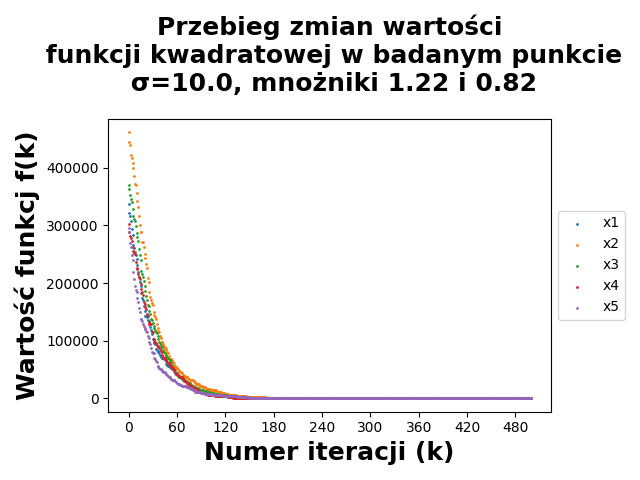 Przebieg zmian wartości
funkcji kwadratowej w badanym punkcie
σ=10.0, mnożniki 1.22 i 0.82
Wartość funkcj f(k)
400000
300000
200000
100000
0
0 60 120 180 240 300 360 420 480
Numer iteracji (k)
x1
x2
x3
x4
x5